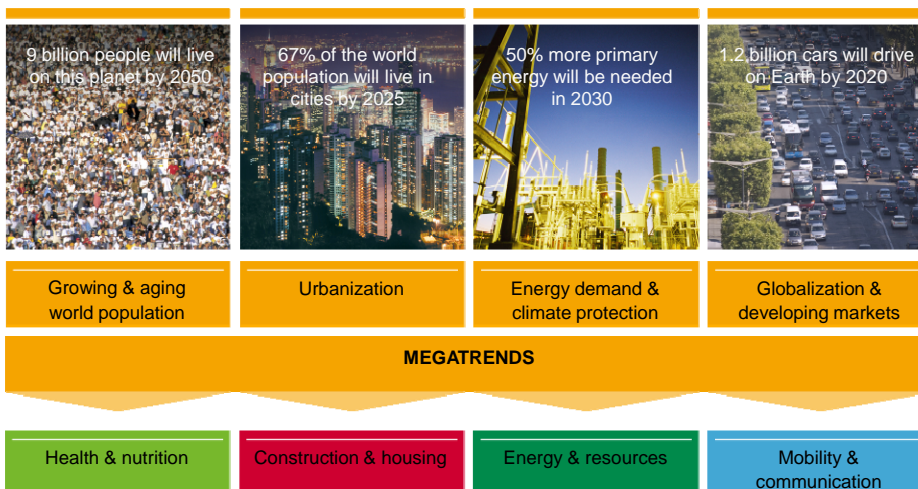 9 billion people will live
on this planet by 2050
67% of the world
population will live in
cities by 2025
50% more primary
energy will be needed
in 2030
1.2 billion cars will drive
on Earth by 2020
Growing & aging
world population
Urbanization
Energy demand &
climate protection
Globalization &
developing markets
MEGATRENDS
Health & nutrition
Construction & housing
Energy & resources
Mobility &
communication